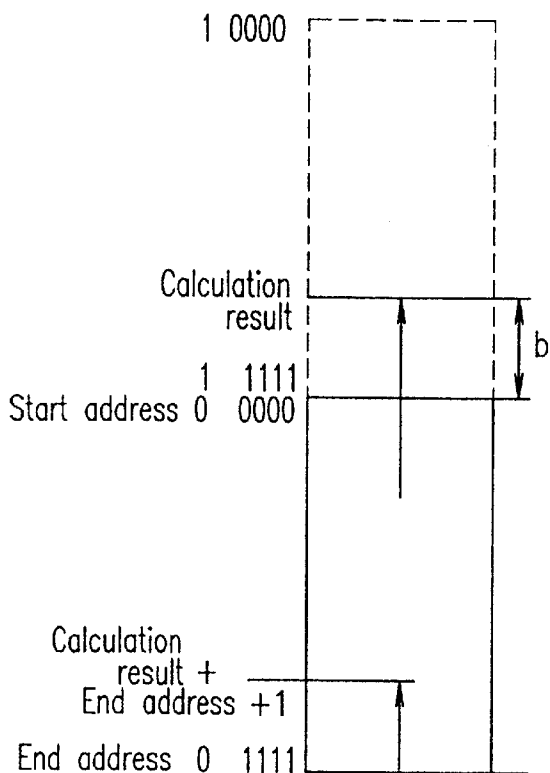 1 0000
Calculation
result
b
1 1111
Start address 0 0000
Calculation
result +
End address +1
End address 0 1111